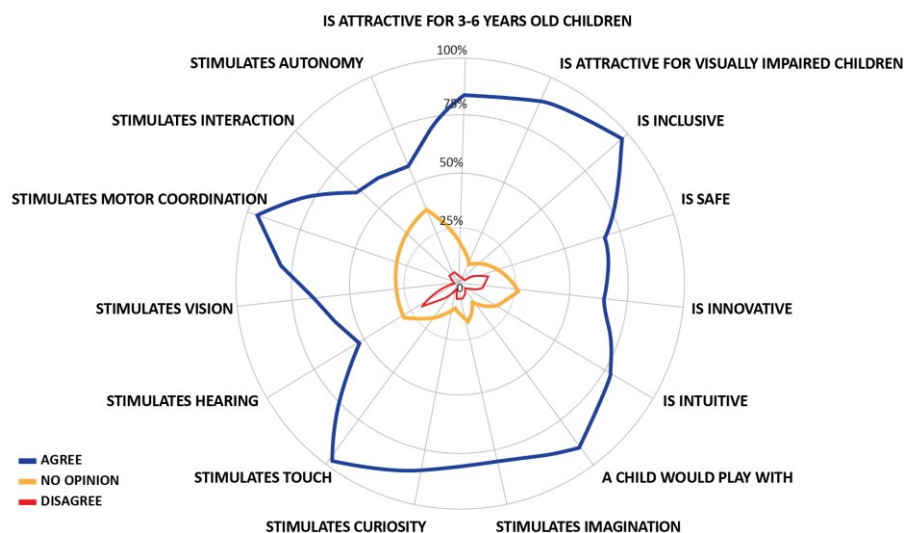 IS ATTRACTIVE FOR 3-6 YEARS OLD CHILDREN
100%
STIMULATES AUTONOMY
IS ATTRACTIVE FOR VISUALLY IMPAIRED CHILDREN
75%
STIMULATES INTERACTION
IS INCLUSIVE
50%
STIMULATES MOTOR COORDINATION
IS SAFE
25%
0
STIMULATES VISION
IS INNOVATIVE
STIMULATES HEARING
IS INTUITIVE
AGREE
NO OPINION
DISAGREE
STIMULATES TOUCH
A CHILD WOULD PLAY WITH
STIMULATES CURIOSITY
STIMULATES IMAGINATION